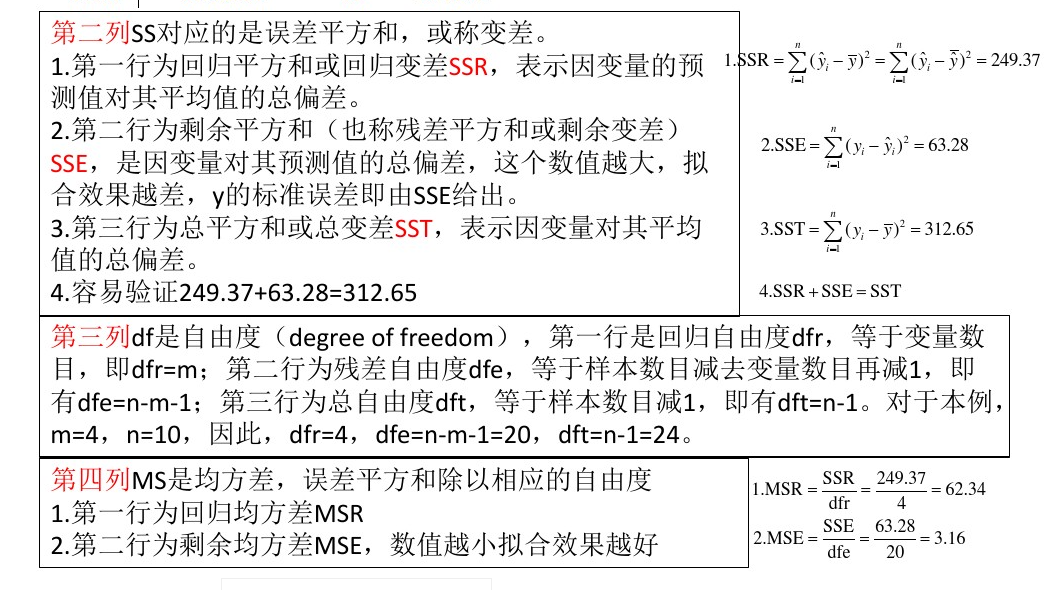 第二列SS对应的是误差平方和，或称变差。
1.第一行为回归平方和或回归变差SSR，表示因变量的预
测值对其平均值的总偏差。
2.第二行为剩余平方和（也称残差平方和或剩余变差）
SSE，是因变量对其预测值的总偏差，这个数值越大，拟
合效果越差，y的标准误差即由SSE给出。
3.第三行为总平方和或总变差SST，表示因变量对其平均
值的总偏差。
4.容易验证249.37+63.28=312.65
1.SSR = ∑_{i=1}^{n} (ŷ_i − ȳ)² = ∑_{i=1}^{n} (ŷ_i − \bar{ŷ})² = 249.37
2.SSE = ∑_{i=1}^{n} (y_i − ŷ_i)² = 63.28
3.SST = ∑_{i=1}^{n} (y_i − ȳ)² = 312.65
4.SSR + SSE = SST
第三列df是自由度（degree of freedom），第一行是回归自由度dfr，等于变量数
目，即dfr=m；第二行为残差自由度dfe，等于样本数目减去变量数目再减1，即
有dfe=n-m-1；第三行为总自由度dft，等于样本数目减1，即有dft=n-1。对于本例，
m=4，n=10，因此，dfr=4，dfe=n-m-1=20，dft=n-1=24。
第四列MS是均方差，误差平方和除以相应的自由度
1.第一行为回归均方差MSR
2.第二行为剩余均方差MSE，数值越小拟合效果越好
1.MSR = SSR/dfr = 249.37/4 = 62.34
2.MSE = SSE/dfe = 63.28/20 = 3.16